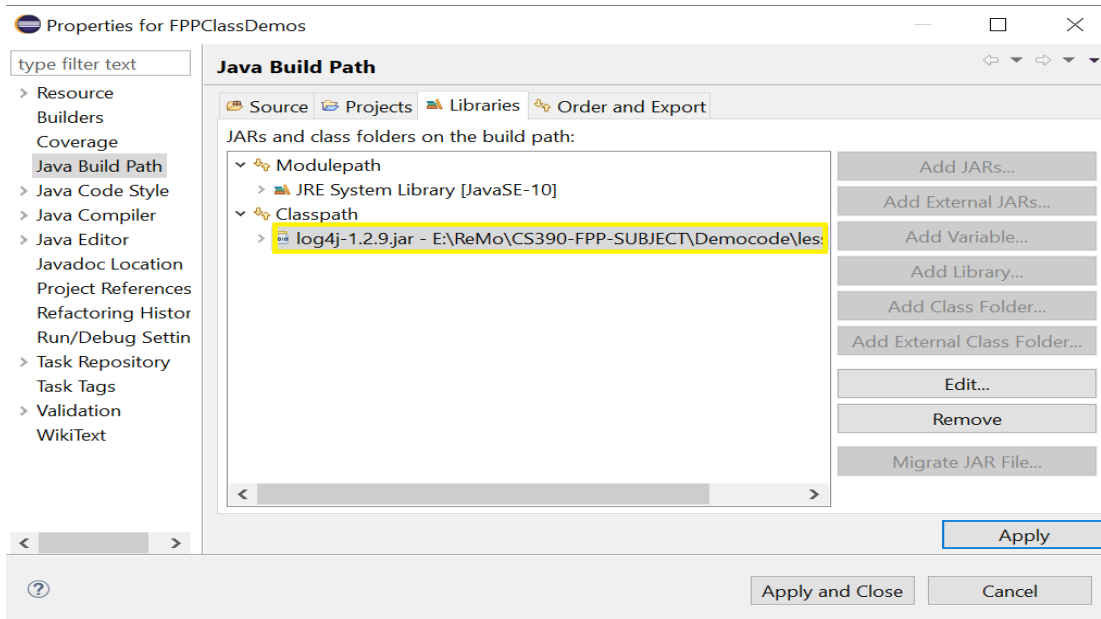 Properties for FPPClassDemos
type filter text
Resource
Builders
Coverage
Java Build Path
Java Code Style
Java Compiler
Java Editor
Javadoc Location
Project References
Refactoring Histor
Run/Debug Settin
Task Repository
Task Tags
Validation
WikiText
Java Build Path
Source Projects Libraries Order and Export
JARs and class folders on the build path:
Modulepath
JRE System Library [JavaSE-10]
Classpath
log4j-1.2.9.jar - E:\ReMo\CS390-FPP-SUBJECT\Democode\les
Add JARs...
Add External JARs...
Add Variable...
Add Library...
Add Class Folder...
Add External Class Folder...
Edit...
Remove
Migrate JAR File...
Apply
Apply and Close Cancel